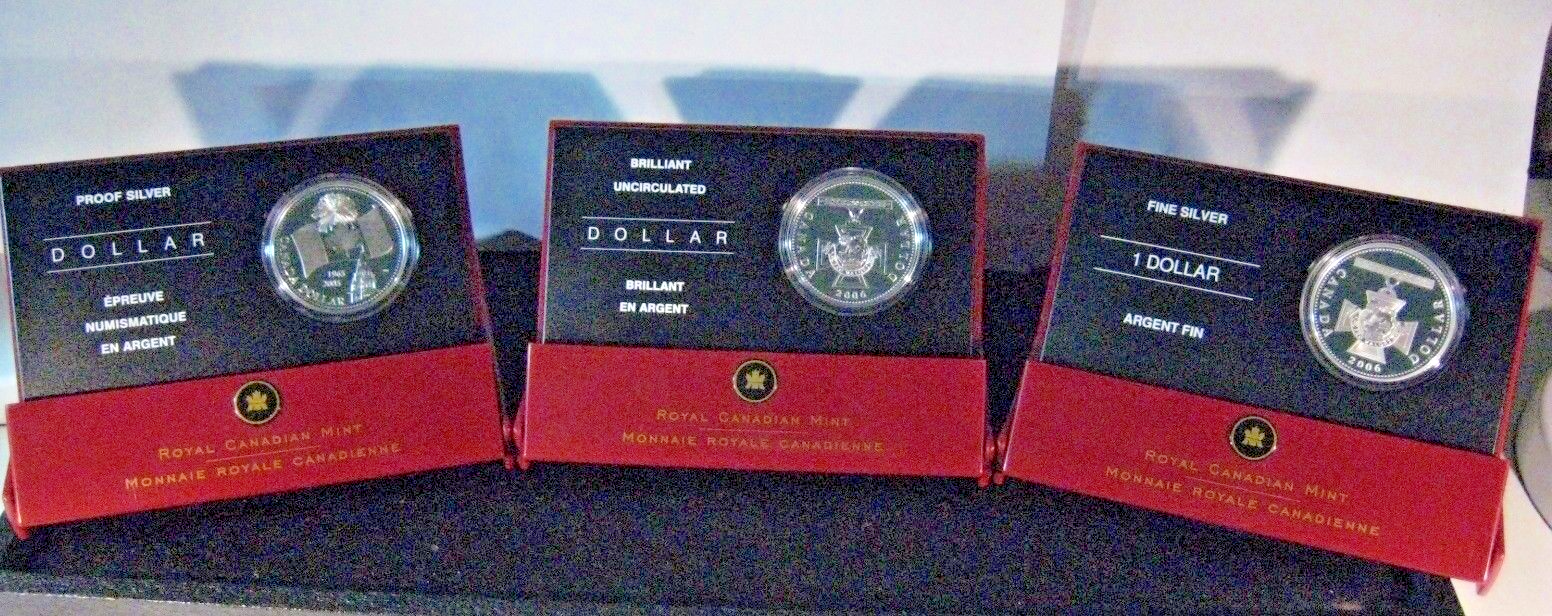 PROOF SILVER
DOLLAR
ÉPREUVE
NUMISMATIQUE
EN ARGENT
CANADA
1965
2005
DOLLAR
ROYAL CANADIAN MINT
MONNAIE ROYALE CANADIENNE
BRILLIANT
UNCIRCULATED
DOLLAR
BRILLANT
EN ARGENT
CANADA
DOLLAR
2006
ROYAL CANADIAN MINT
MONNAIE ROYALE CANADIENNE
FINE SILVER
1 DOLLAR
ARGENT FIN
CANADA
DOLLAR
2006
ROYAL CANADIAN MINT
MONNAIE ROYALE CANADIENNE